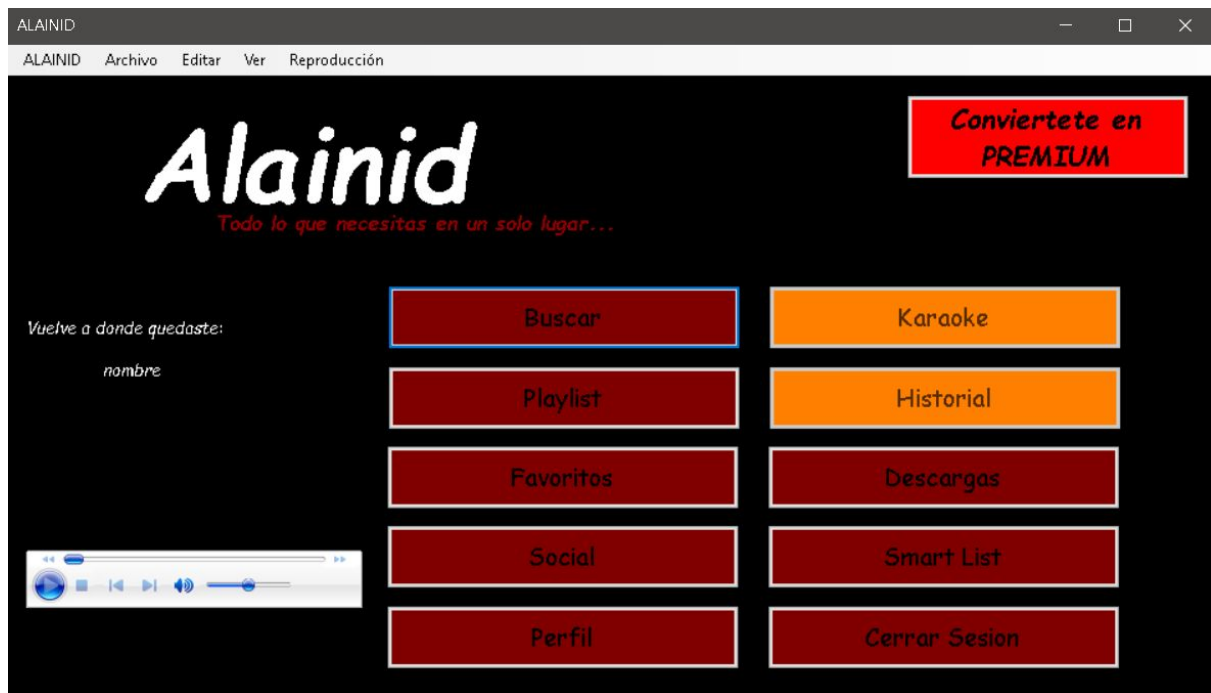 ALAINID
ALAINID Archivo Editar Ver Reproducción
Alainid
Todo lo que necesitas en un solo lugar...
Conviertete en
PREMIUM
Vuelve a donde quedaste:
nombre
Buscar
Karaoke
Playlist
Historial
Favoritos
Descargas
Social
Smart List
Perfil
Cerrar Sesion